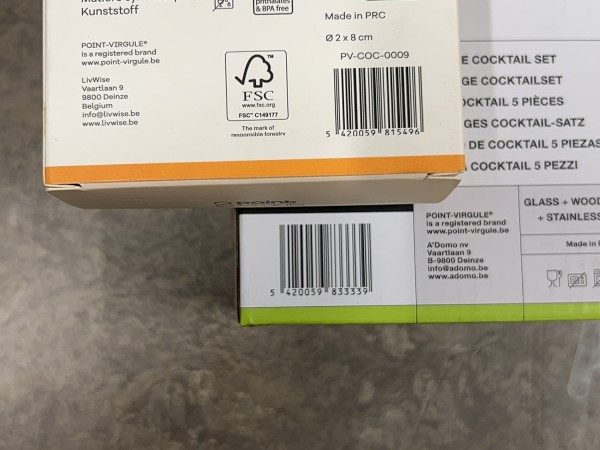 Kunststoff
phthalates
& BPA free
POINT-VIRGULE®
is a registered brand
www.point-virgule.be
LivWise
Vaartlaan 9
9800 Deinze
Belgium
info@livwise.be
www.livwise.be
FSC
www.fsc.org
FSC® C149177
The mark of
responsible forestry
Made in PRC
Ø 2 x 8 cm
PV-COC-0009
5 420059 815496
E COCKTAIL SET
GE COCKTAILSET
OCKTAIL 5 PIÈCES
GES COCKTAIL-SATZ
DE COCKTAIL 5 PIEZAS
COCKTAIL 5 PEZZI
5 420059 833339
POINT-VIRGULE®
is a registered brand
www.point-virgule.be
A'Domo nv
Vaartlaan 9
B-9800 Deinze
info@adomo.be
www.adomo.be
GLASS + WOOD
+ STAINLESS
Made in